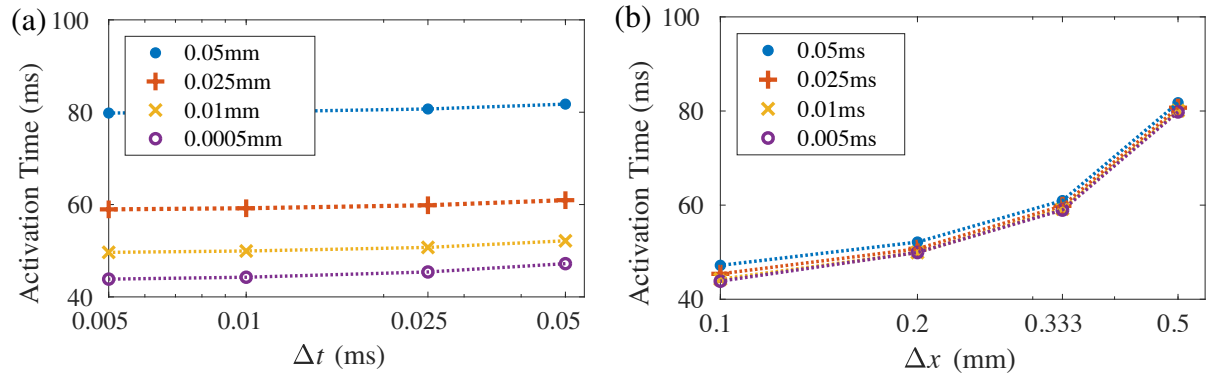 (a)
100
80
60
40
Activation Time (ms)
0.05mm
0.025mm
0.01mm
0.0005mm
0.005
0.01
0.025
0.05
Δt (ms)
(b)
100
80
60
40
Activation Time (ms)
0.05ms
0.025ms
0.01ms
0.005ms
0.1
0.2
0.333
0.5
Δx (mm)